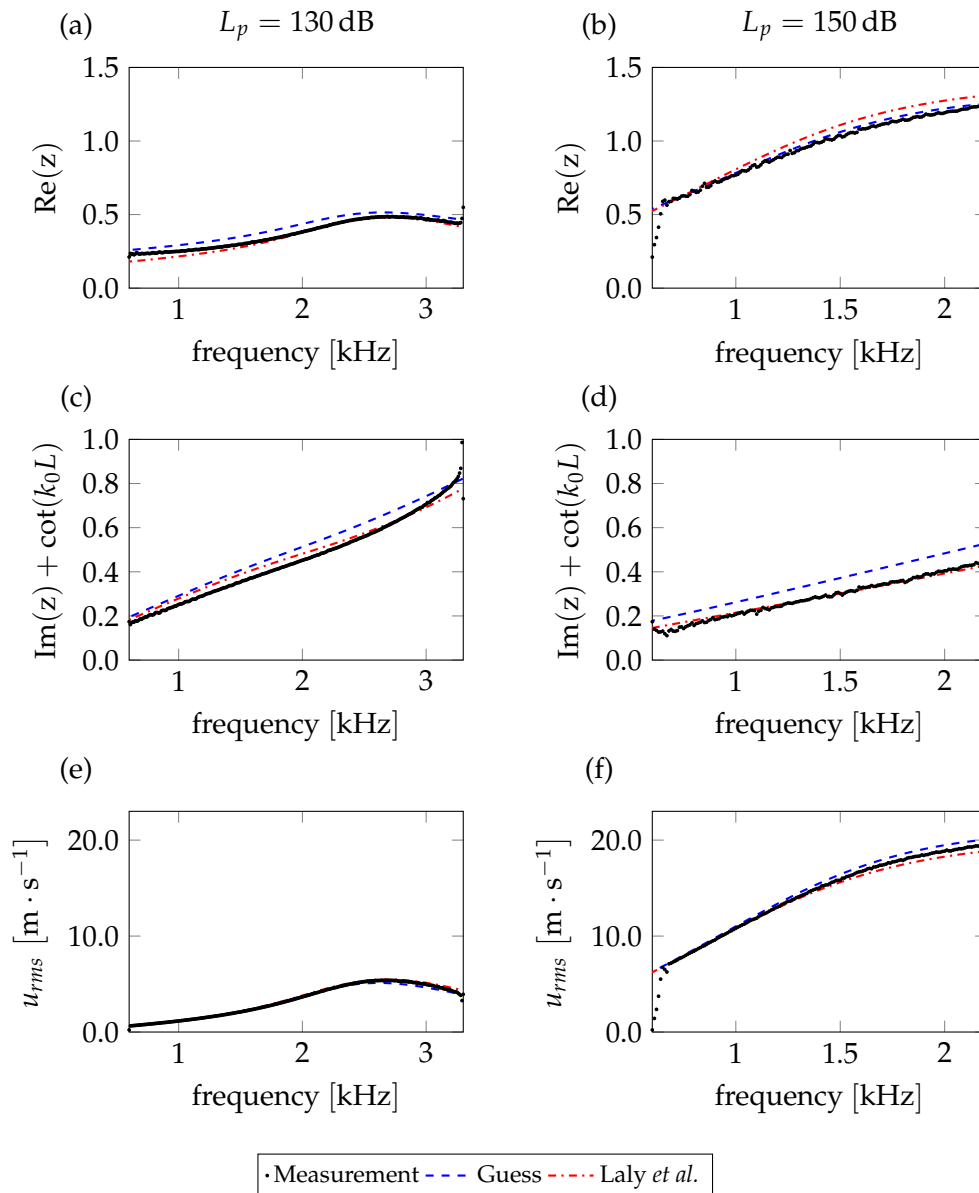 (a) L_p = 130 dB
(b) L_p = 150 dB
1.5
1.0
0.5
0.0
Re(z)
1 2 3
frequency [kHz]
1.5
1.0
0.5
0.0
Re(z)
1 1.5 2
frequency [kHz]
(c)
1.0
0.8
0.6
0.4
0.2
0.0
Im(z) + cot(k₀L)
1 2 3
frequency [kHz]
(d)
1.0
0.8
0.6
0.4
0.2
0.0
Im(z) + cot(k₀L)
1 1.5 2
frequency [kHz]
(e)
20.0
10.0
0.0
u_rms [m · s⁻¹]
1 2 3
frequency [kHz]
(f)
20.0
10.0
0.0
u_rms [m · s⁻¹]
1 1.5 2
frequency [kHz]
Measurement Guess Laly et al.